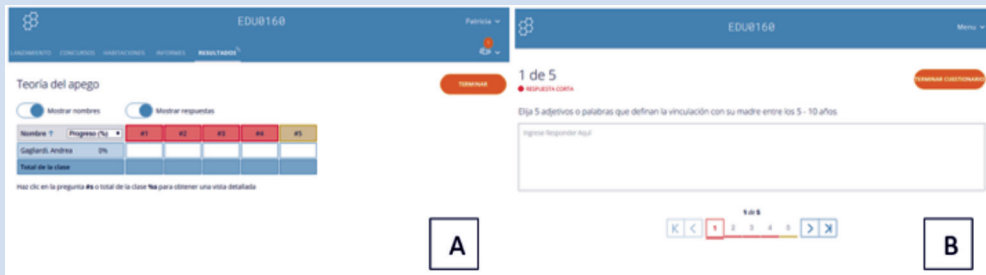 EDU0160
Patricia
LANZAMIENTO CONCURSOS HABITACIONES INFORMES RESULTADOS
Teoría del apego
TERMINAR
Mostrar nombres Mostrar respuestas
Nombre ↑ Progreso (%) #1 #2 #3 #4 #5
Gagliardi, Andrea 0%
Total de la clase
Haz clic en la pregunta #s o total de la clase %s para obtener una vista detallada
A
EDU0160
Menu
1 de 5
RESPUESTA CORTA
TERMINAR CUESTIONARIO
Elija 5 adjetivos o palabras que definan la vinculación con su madre entre los 5 - 10 años
Ingrese Responder Aquí
1 de 5
1 2 3 4 5
B